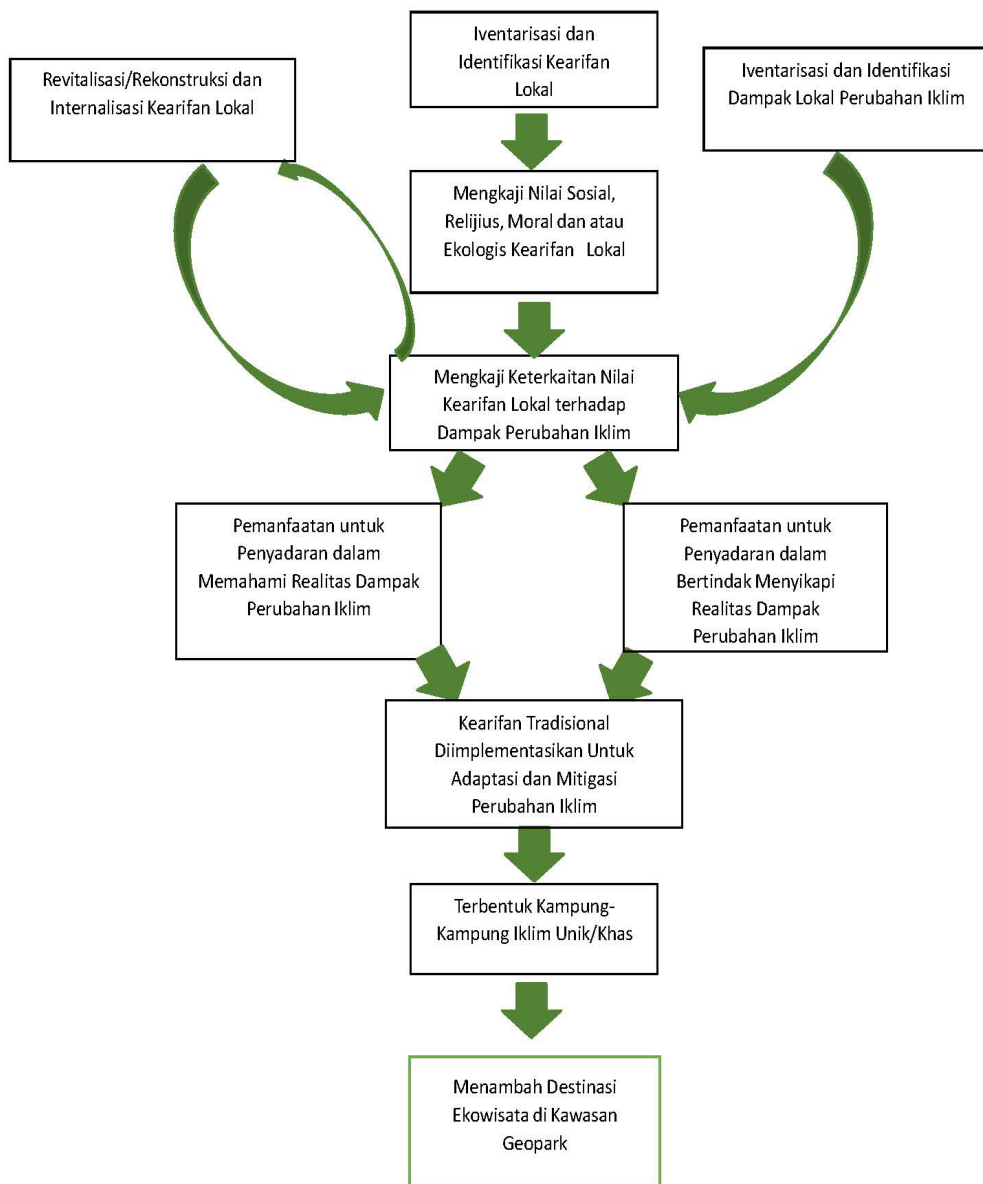 Iventarisasi dan
Identifikasi Kearifan
Lokal
Revitalisasi/Rekonstruksi dan
Internalisasi Kearifan Lokal
Iventarisasi dan Identifikasi
Dampak Lokal Perubahan Iklim
Mengkaji Nilai Sosial,
Relijius, Moral dan atau
Ekologis Kearifan Lokal
Mengkaji Keterkaitan Nilai
Kearifan Lokal terhadap
Dampak Perubahan Iklim
Pemanfaatan untuk
Penyadaran dalam
Memahami Realitas Dampak
Perubahan Iklim
Pemanfaatan untuk
Penyadaran dalam
Bertindak Menyikapi
Realitas Dampak
Perubahan Iklim
Kearifan Tradisional
Diimplementasikan Untuk
Adaptasi dan Mitigasi
Perubahan Iklim
Terbentuk Kampung-
Kampung Iklim Unik/Khas
Menambah Destinasi
Ekowisata di Kawasan
Geopark